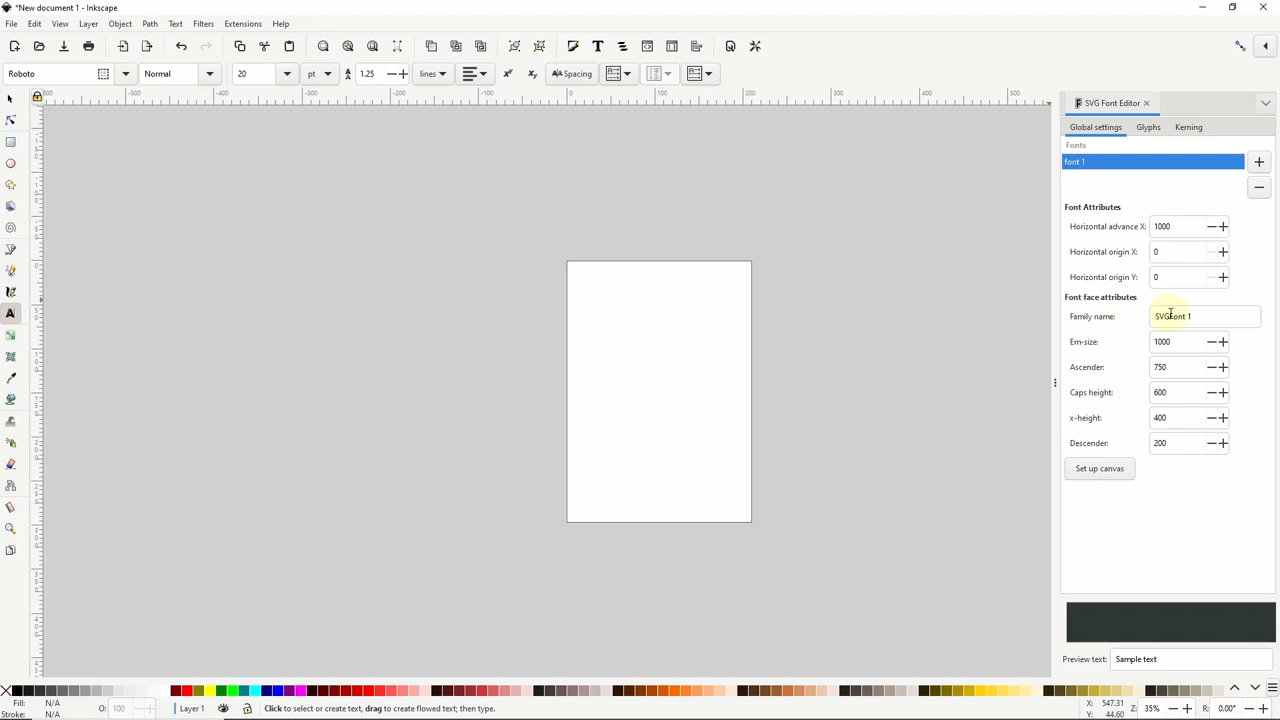 *New document 1 - Inkscape
File Edit View Layer Object Path Text Filters Extensions Help
Roboto Normal 20 pt 1.25 lines Spacing
SVG Font Editor
Global settings Glyphs Kerning
Fonts
font 1
Font Attributes
Horizontal advance X: 1000
Horizontal origin X: 0
Horizontal origin Y: 0
Font face attributes
Family name: SVGFont 1
Em-size: 1000
Ascender: 750
Caps height: 600
x-height: 400
Descender: 200
Set up canvas
Preview text: Sample text
Fill: N/A
Stroke: N/A
O: 100
Layer 1
Click to select or create text, drag to create flowed text; then type.
X: 547.31
Y: 44.60
Z: 35%
R: 0.00°